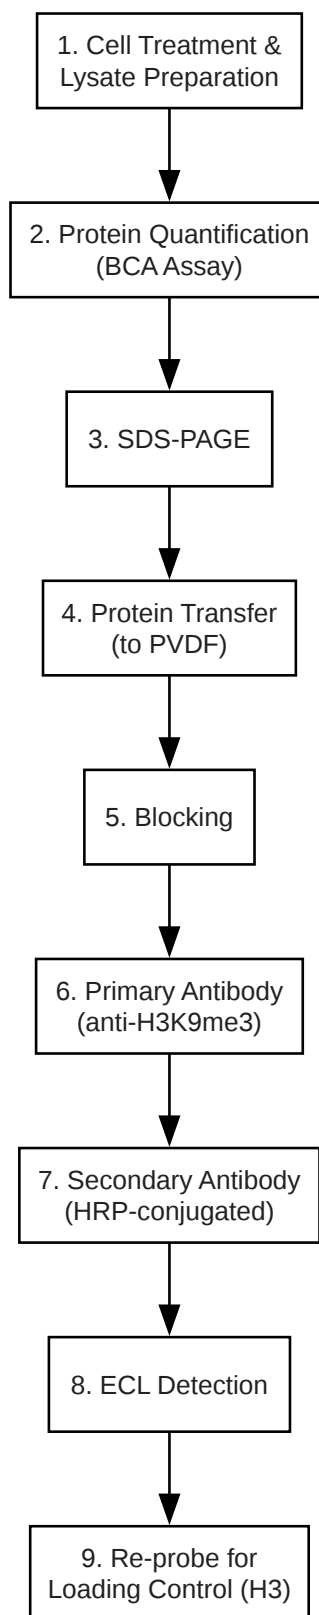 1. Cell Treatment &
Lysate Preparation
2. Protein Quantification
(BCA Assay)
3. SDS-PAGE
4. Protein Transfer
(to PVDF)
5. Blocking
6. Primary Antibody
(anti-H3K9me3)
7. Secondary Antibody
(HRP-conjugated)
8. ECL Detection
9. Re-probe for
Loading Control (H3)